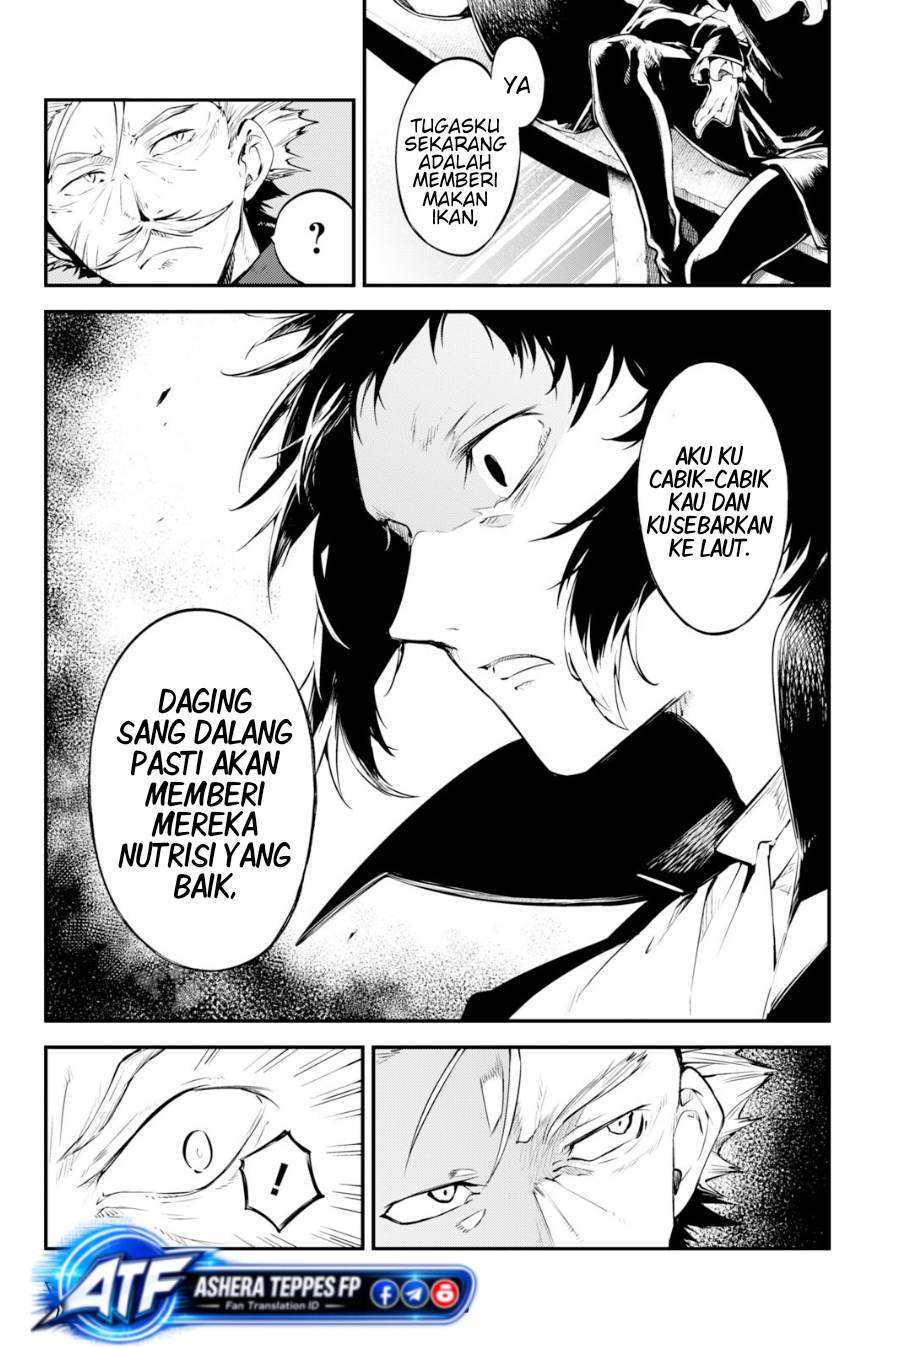 YA
TUGASKU
SEKARANG
ADALAH
MEMBERI
MAKAN
IKAN,
?
AKU KU
CABIK-CABIK
KAU DAN
KUSEBARKAN
KE LAUT.
DAGING
SANG DALANG
PASTI AKAN
MEMBERI
MEREKA
NUTRISI YANG
BAIK,
!
ATF
ASHERA TEPPES FP
Fan Translation ID